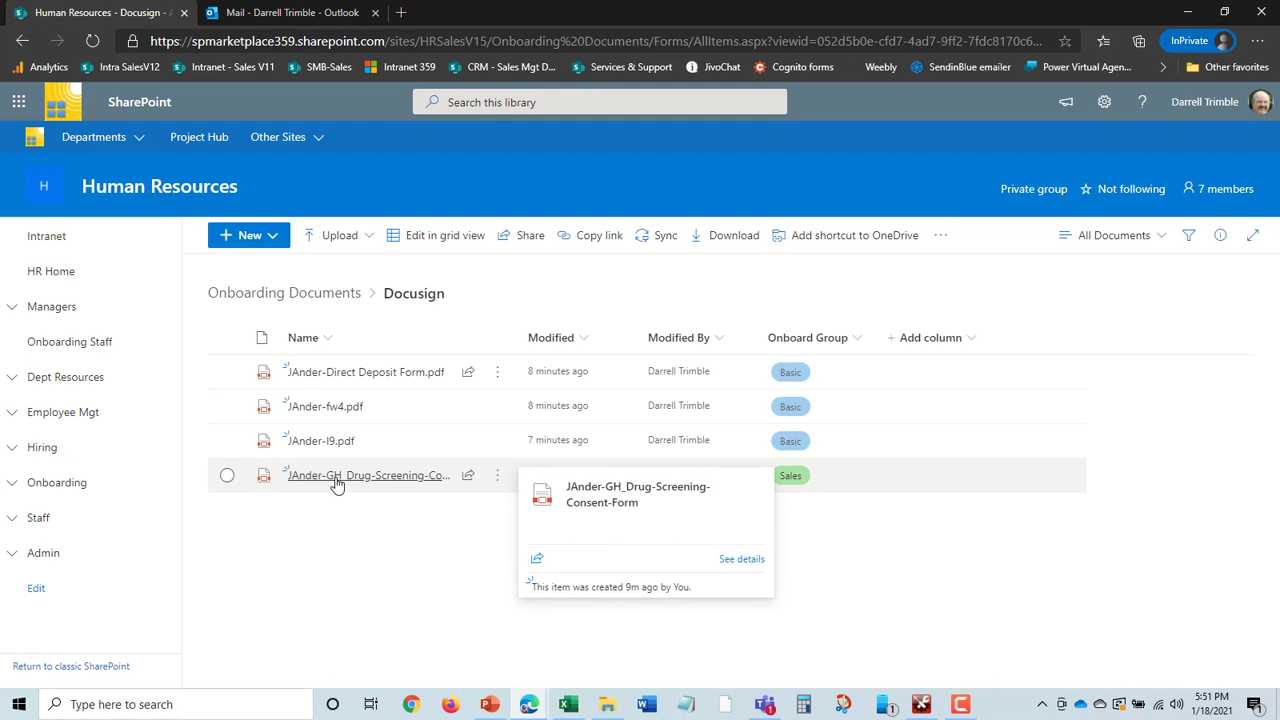 Human Resources - Docusign -
Mail - Darrell Trimble - Outlook
https://spmarketplace359.sharepoint.com/sites/HRSalesV15/Onboarding%20Documents/Forms/AllItems.aspx?viewid=052d5b0e-cfd7-4ad7-9ff2-7fdc8170c6...
InPrivate
Analytics
Intra SalesV12
Intranet - Sales V11
SMB-Sales
Intranet 359
CRM - Sales Mgt D...
Services & Support
JivoChat
Cognito forms
Weebly
SendinBlue emailer
Power Virtual Agen...
Other favorites
SharePoint
Search this library
Darrell Trimble
Departments
Project Hub
Other Sites
H
Human Resources
Private group
Not following
7 members
Intranet
HR Home
Managers
Onboarding Staff
Dept Resources
Employee Mgt
Hiring
Onboarding
Staff
Admin
Edit
Return to classic SharePoint
New
Upload
Edit in grid view
Share
Copy link
Sync
Download
Add shortcut to OneDrive
All Documents
Onboarding Documents > Docusign
Name Modified Modified By Onboard Group + Add column
JAnder-Direct Deposit Form.pdf 8 minutes ago Darrell Trimble Basic
JAnder-fw4.pdf 8 minutes ago Darrell Trimble Basic
JAnder-I9.pdf 7 minutes ago Darrell Trimble Basic
JAnder-GH_Drug-Screening-Co... Sales
JAnder-GH_Drug-Screening-
Consent-Form
See details
This item was created 9m ago by You.
Type here to search
5:51 PM
1/18/2021